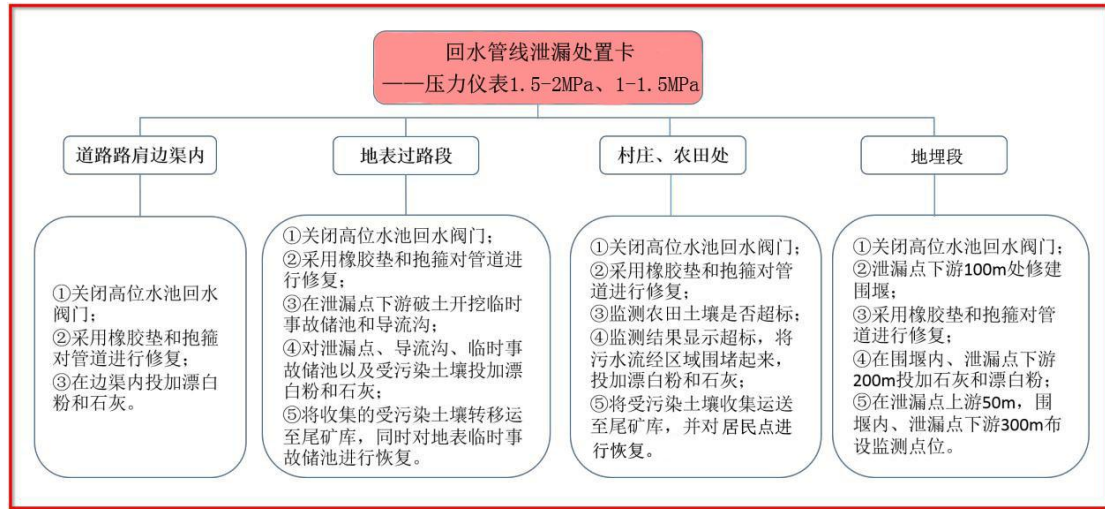 回水管线泄漏处置卡
——压力仪表1.5-2MPa、1-1.5MPa
道路路肩边渠内
①关闭高位水池回水
阀门；
②采用橡胶垫和抱箍
对管道进行修复；
③在边渠内投加漂白
粉和石灰。
地表过路段
①关闭高位水池回水阀门；
②采用橡胶垫和抱箍对管道进
行修复；
③在泄漏点下游破土开挖临时
事故储池和导流沟；
④对泄漏点、导流沟、临时事
故储池以及受污染土壤投加漂
白粉和石灰；
⑤将收集的受污染土壤转移运
至尾矿库，同时对地表临时事
故储池进行恢复。
村庄、农田处
①关闭高位水池回水阀门；
②采用橡胶垫和抱箍对管
道进行修复；
③监测农田土壤是否超标；
④监测结果显示超标，将
污水流经区域围堵起来，
投加漂白粉和石灰；
⑤将受污染土壤收集运送
至尾矿库，并对居民点进
行恢复。
地埋段
①关闭高位水池回水阀门；
②泄漏点下游100m处修建
围堰；
③采用橡胶垫和抱箍对管
道进行修复；
④在围堰内、泄漏点下游
200m投加石灰和漂白粉；
⑤在泄漏点上游50m，围
堰内、泄漏点下游300m布
设监测点位。